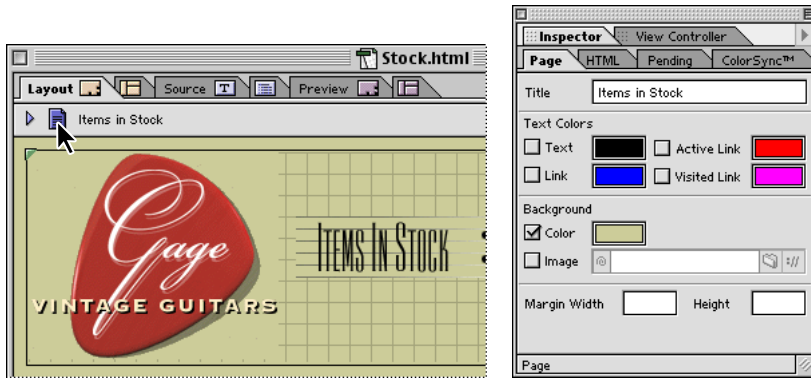 Stock.html
Layout
Source
T
Preview
Items in Stock
Gage
VINTAGE GUITARS
ITEMS IN STOCK
Inspector
View Controller
Page
HTML
Pending
ColorSync™
Title
Items in Stock
Text Colors
Text
Active Link
Link
Visited Link
Background
Color
Image
@
://
Margin Width
Height
Page